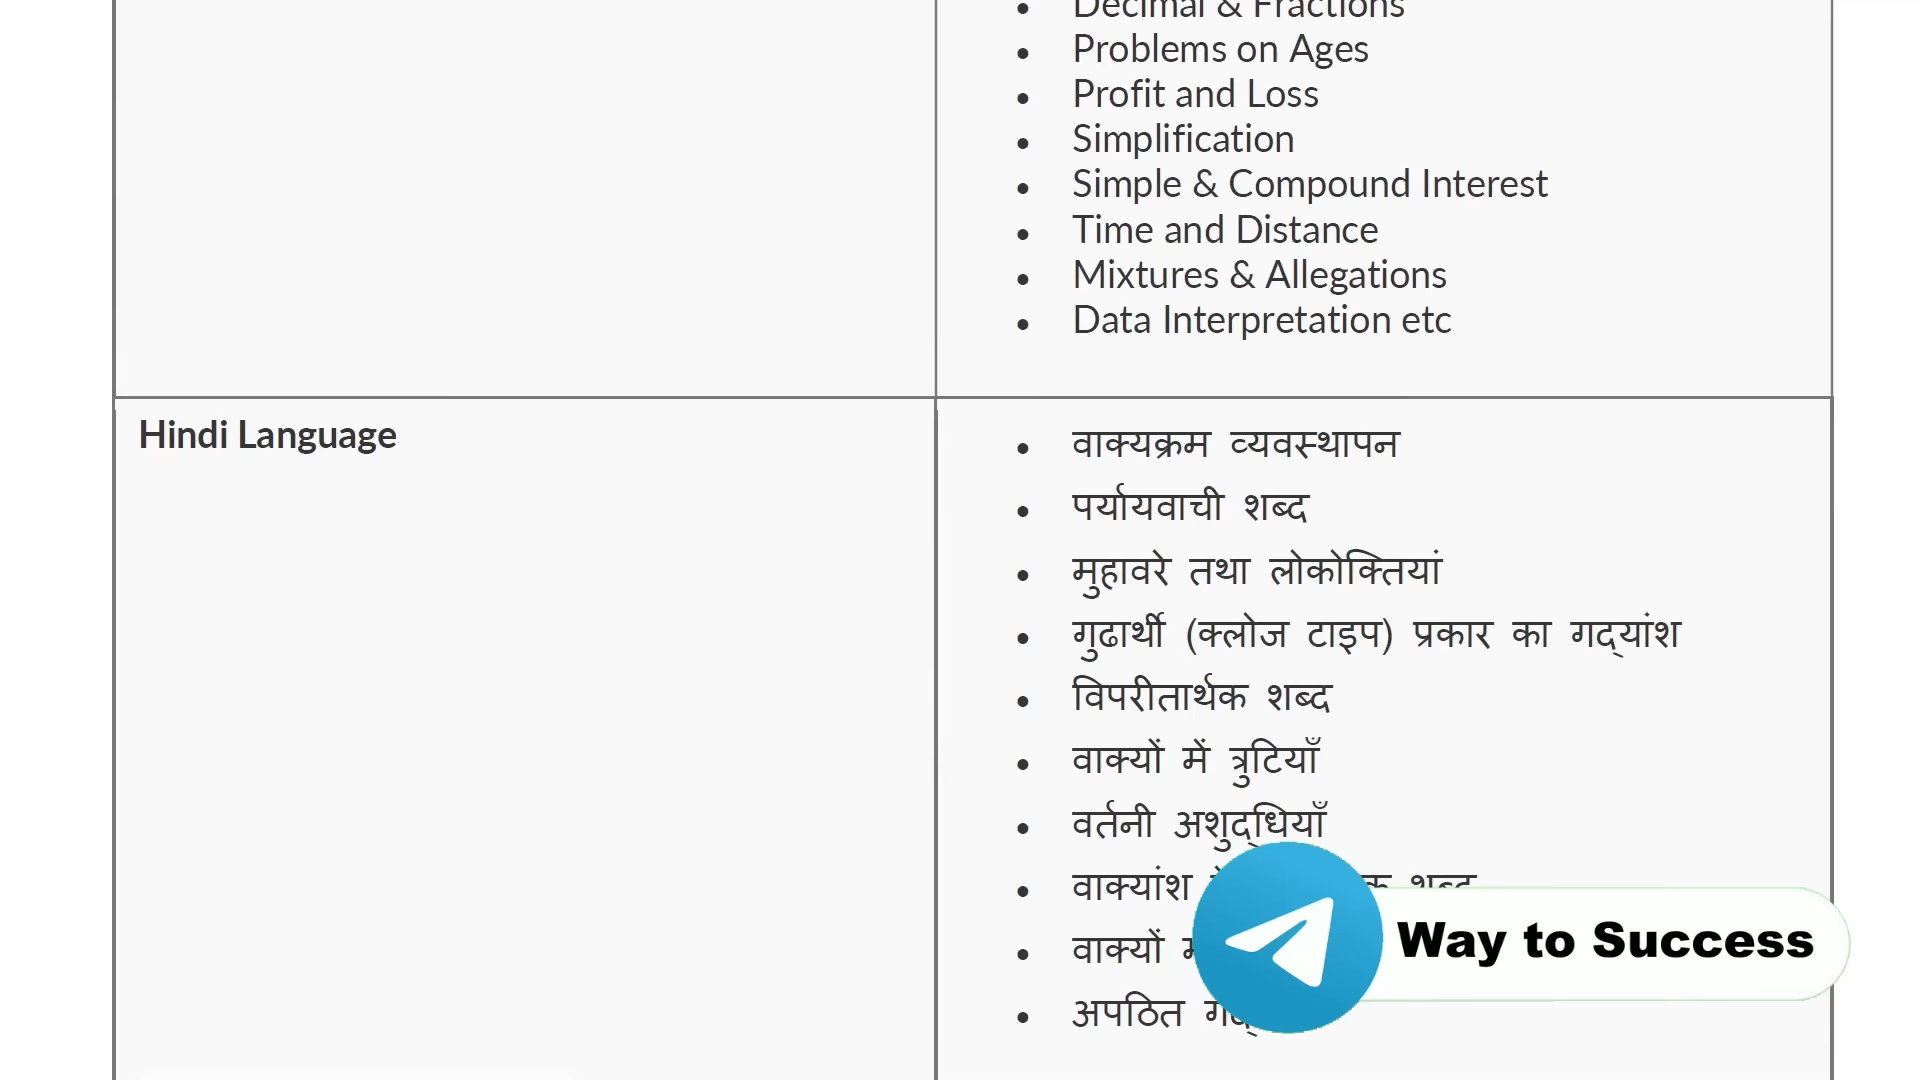 Decimal & Fractions
Problems on Ages
Profit and Loss
Simplification
Simple & Compound Interest
Time and Distance
Mixtures & Allegations
Data Interpretation etc
Hindi Language
वाक्यक्रम व्यवस्थापन
पर्यायवाची शब्द
मुहावरे तथा लोकोक्तियां
गुढार्थी (क्लोज टाइप) प्रकार का गद्यांश
विपरीतार्थक शब्द
वाक्यों में त्रुटियाँ
वर्तनी अशुद्धियाँ
वाक्यांश शब्द
वाक्यों
अपठित
Way to Success